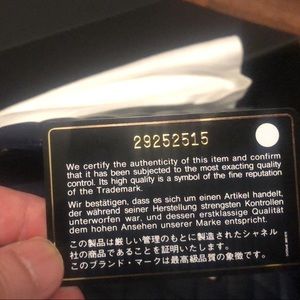 29252515
We certify the authenticity of this item and confirm
that it has been subjected to the most exacting quality
control. Its high quality is a symbol of the fine reputation
of the Trademark.
Wir bestätigen, dass es sich um einen Artikel handelt,
der während seiner Herstellung strengsten Kontrollen
unterworfen war, und dessen erstklassige Qualität
dem hohen Ansehen unserer Marke entspricht.
この製品は厳しい管理のもとに製造されたシャネル
社の商品であることを証明いたします。
このブランド・マークは最高級品質の象徴です。